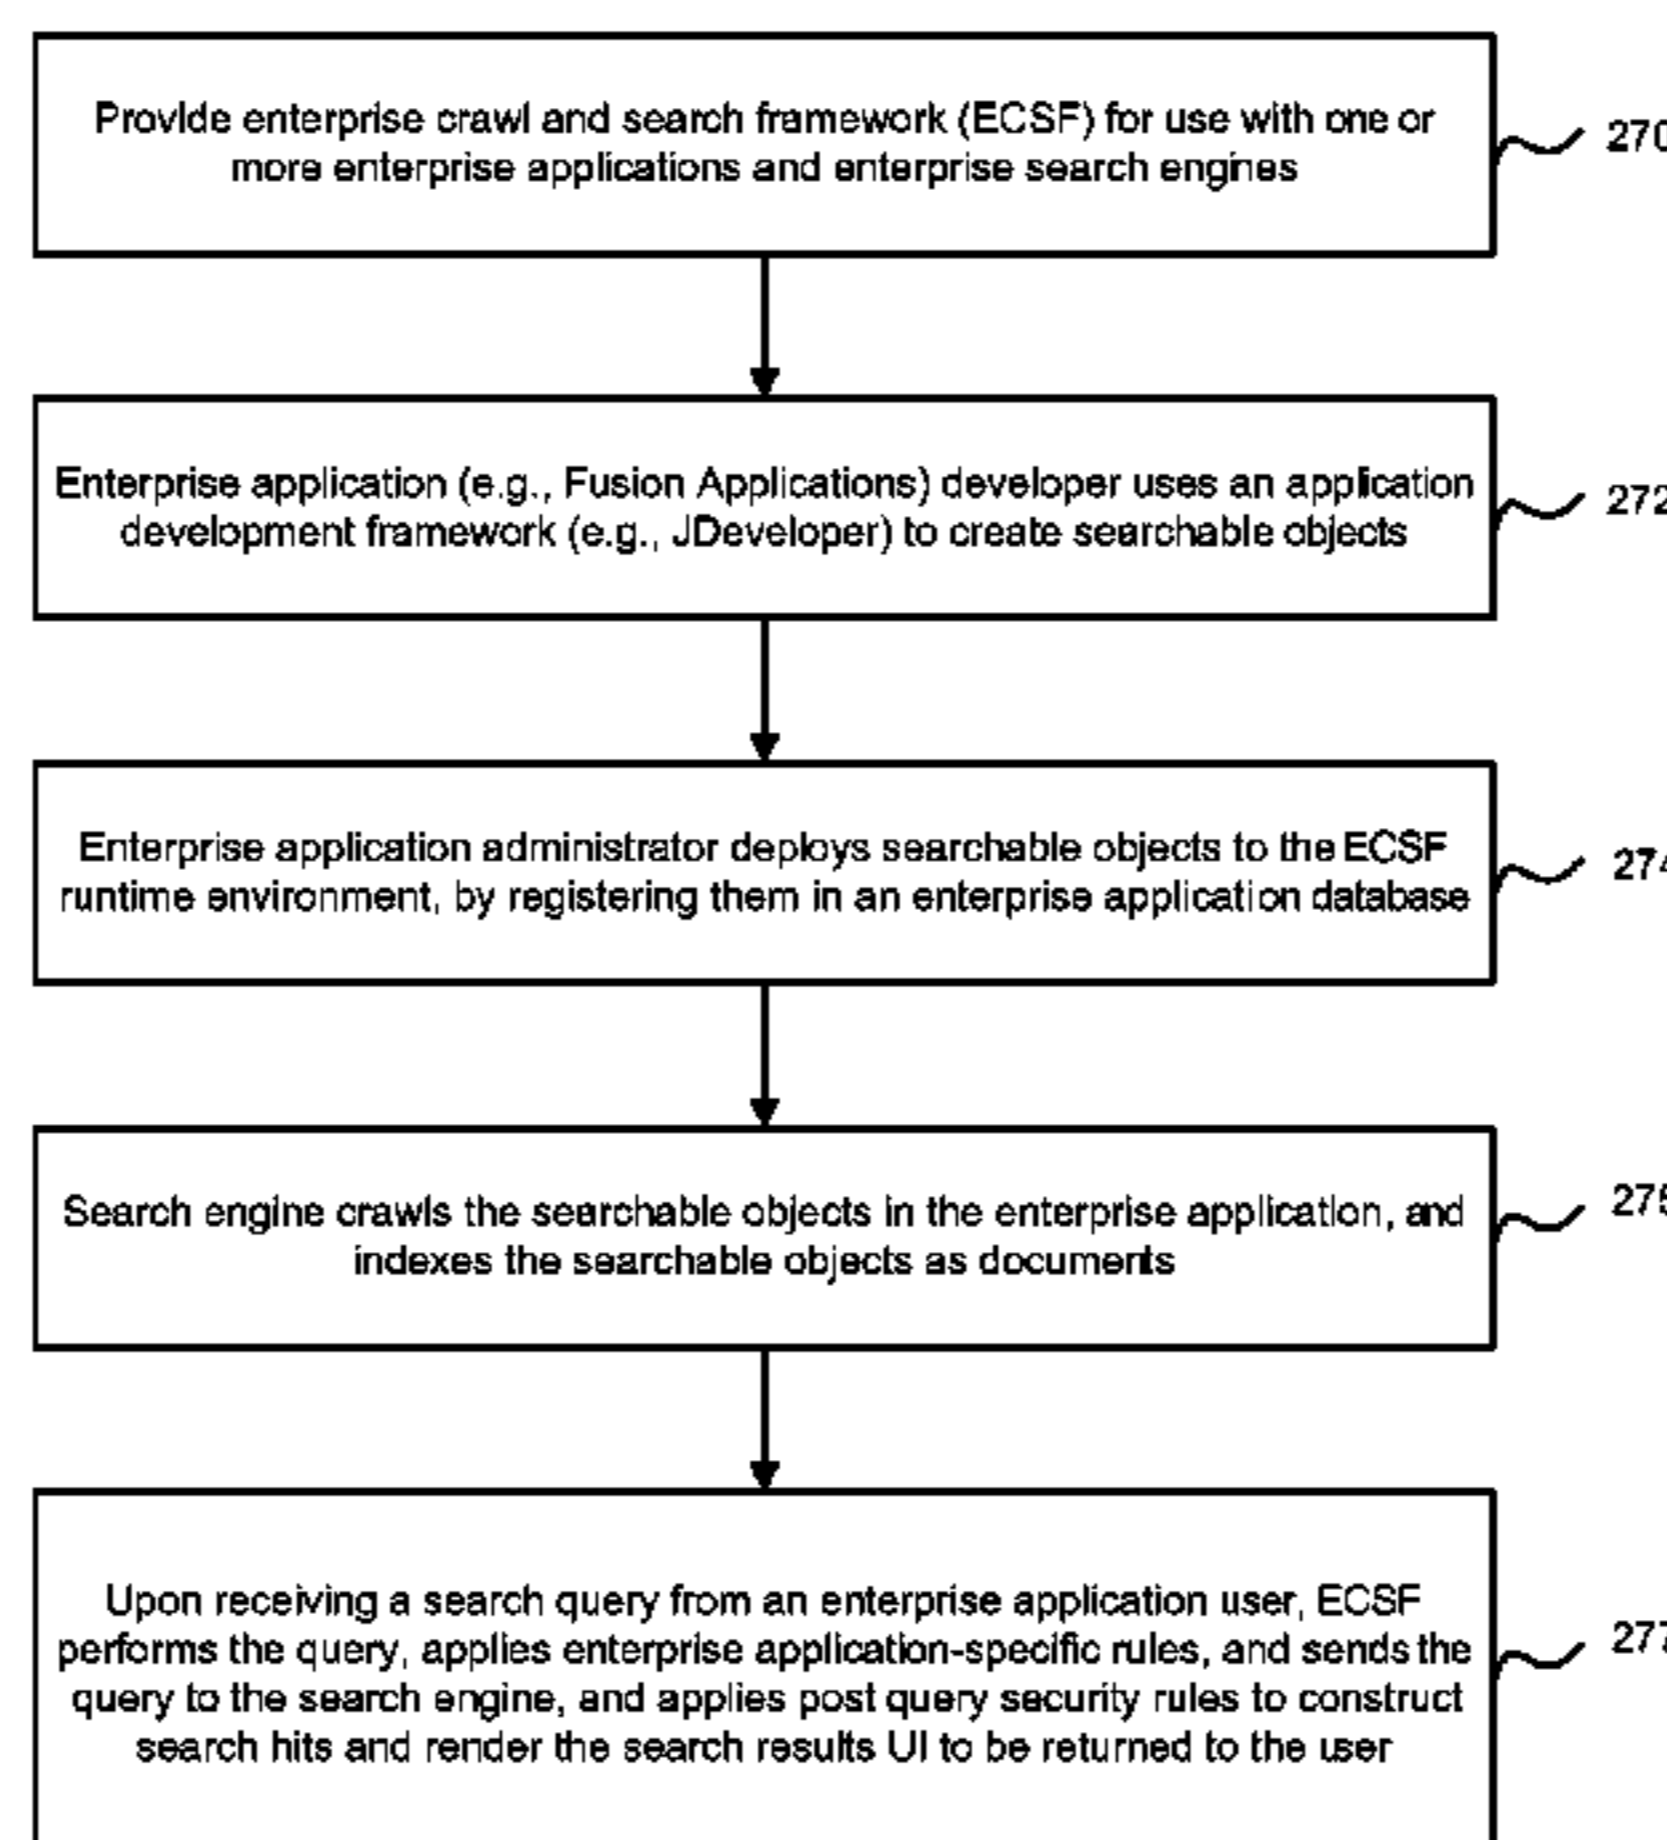 Provide enterprise crawl and search framework (ECSF) for use with one or
more enterprise applications and enterprise search engines
270
Enterprise application (e.g., Fusion Applications) developer uses an application
development framework (e.g., JDeveloper) to create searchable objects
272
Enterprise application administrator deploys searchable objects to the ECSF
runtime environment, by registering them in an enterprise application database
274
Search engine crawls the searchable objects in the enterprise application, and
indexes the searchable objects as documents
275
Upon receiving a search query from an enterprise application user, ECSF
performs the query, applies enterprise application-specific rules, and sends the
query to the search engine, and applies post query security rules to construct
search hits and render the search results UI to be returned to the user
277